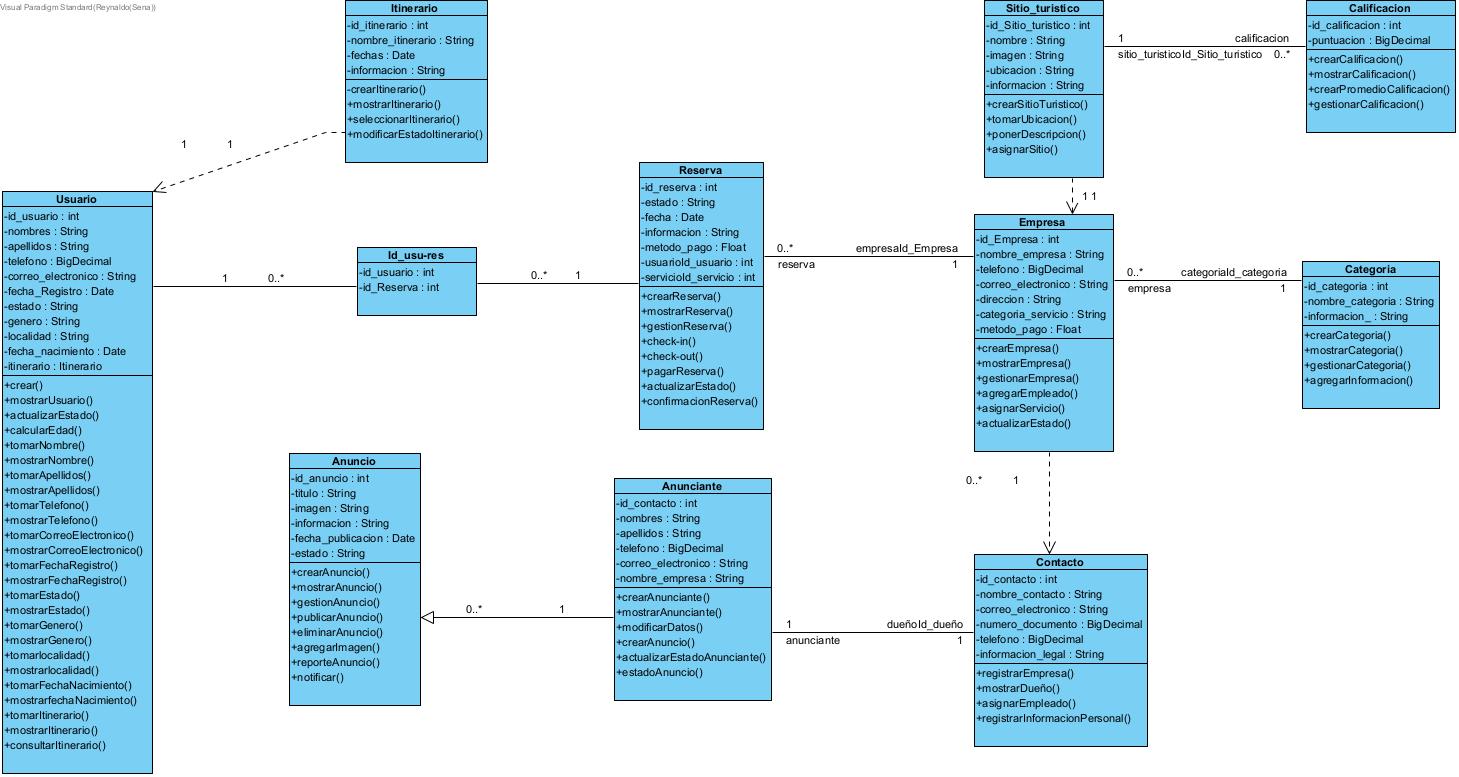 Visual Paradigm Standard(Reynaldo(Sena))
Itinerario
-id_itinerario : int
-nombre_itinerario : String
-fechas : Date
-informacion : String
-crearItinerario()
+mostrarItinerario()
+seleccionarItinerario()
+modificarEstadoItinerario()
1 1
Sitio_turistico
-id_Sitio_turistico : int
-nombre : String
-imagen : String
-ubicacion : String
-informacion : String
+crearSitioTuristico()
+tomarUbicacion()
+ponerDescripcion()
+asignarSitio()
1 calificacion
sitio_turisticoId_Sitio_turistico 0..*
Calificacion
-id_calificacion : int
-puntuacion : BigDecimal
+crearCalificacion()
+mostrarCalificacion()
+crearPromedioCalificacion()
+gestionarCalificacion()
1 1
Usuario
-id_usuario : int
-nombres : String
-apellidos : String
-telefono : BigDecimal
-correo_electronico : String
-fecha_Registro : Date
-estado : String
-genero : String
-localidad : String
-fecha_nacimiento : Date
-itinerario : Itinerario
+crear()
+mostrarUsuario()
+actualizarEstado()
+calcularEdad()
+tomarNombre()
+mostrarNombre()
+tomarApellidos()
+mostrarApellidos()
+tomarTelefono()
+mostrarTelefono()
+tomarCorreoElectronico()
+mostrarCorreoElectronico()
+tomarFechaRegistro()
+mostrarFechaRegistro()
+tomarEstado()
+mostrarEstado()
+tomarGenero()
+mostrarGenero()
+tomarlocalidad()
+mostrarlocalidad()
+tomarFechaNacimiento()
+mostrarfechaNacimiento()
+tomarItinerario()
+mostrarItinerario()
+consultarItinerario()
1 0..*
Id_usu-res
-id_usuario : int
-id_Reserva : int
0..* 1
Reserva
-id_reserva : int
-estado : String
-fecha : Date
-informacion : String
-metodo_pago : Float
-usuarioId_usuario : int
-servicioId_servicio : int
+crearReserva()
+mostrarReserva()
+gestionReserva()
+check-in()
+check-out()
+pagarReserva()
+actualizarEstado()
+confirmacionReserva()
0..* empresaId_Empresa
reserva 1
Empresa
-id_Empresa : int
-nombre_empresa : String
-telefono : BigDecimal
-correo_electronico : String
-direccion : String
-categoria_servicio : String
-metodo_pago : Float
+crearEmpresa()
+mostrarEmpresa()
+gestionarEmpresa()
+agregarEmpleado()
+asignarServicio()
+actualizarEstado()
0..* categoriaId_categoria
empresa 1
Categoria
-id_categoria : int
-nombre_categoria : String
-informacion_ : String
+crearCategoria()
+mostrarCategoria()
+gestionarCategoria()
+agregarInformacion()
0..* 1
Anuncio
-id_anuncio : int
-titulo : String
-imagen : String
-informacion : String
-fecha_publicacion : Date
-estado : String
+crearAnuncio()
+mostrarAnuncio()
+gestionAnuncio()
+publicarAnuncio()
+eliminarAnuncio()
+agregarImagen()
+reporteAnuncio()
+notificar()
0..* 1
Anunciante
-id_contacto : int
-nombres : String
-apellidos : String
-telefono : BigDecimal
-correo_electronico : String
-nombre_empresa : String
+crearAnunciante()
+mostrarAnunciante()
+modificarDatos()
+crearAnuncio()
+actualizarEstadoAnunciante()
+estadoAnuncio()
1 dueñoId_dueño
anunciante 1
Contacto
-id_contacto : int
-nombre_contacto : String
-correo_electronico : String
-numero_documento : BigDecimal
-telefono : BigDecimal
-informacion_legal : String
+registrarEmpresa()
+mostrarDueño()
+asignarEmpleado()
+registrarInformacionPersonal()